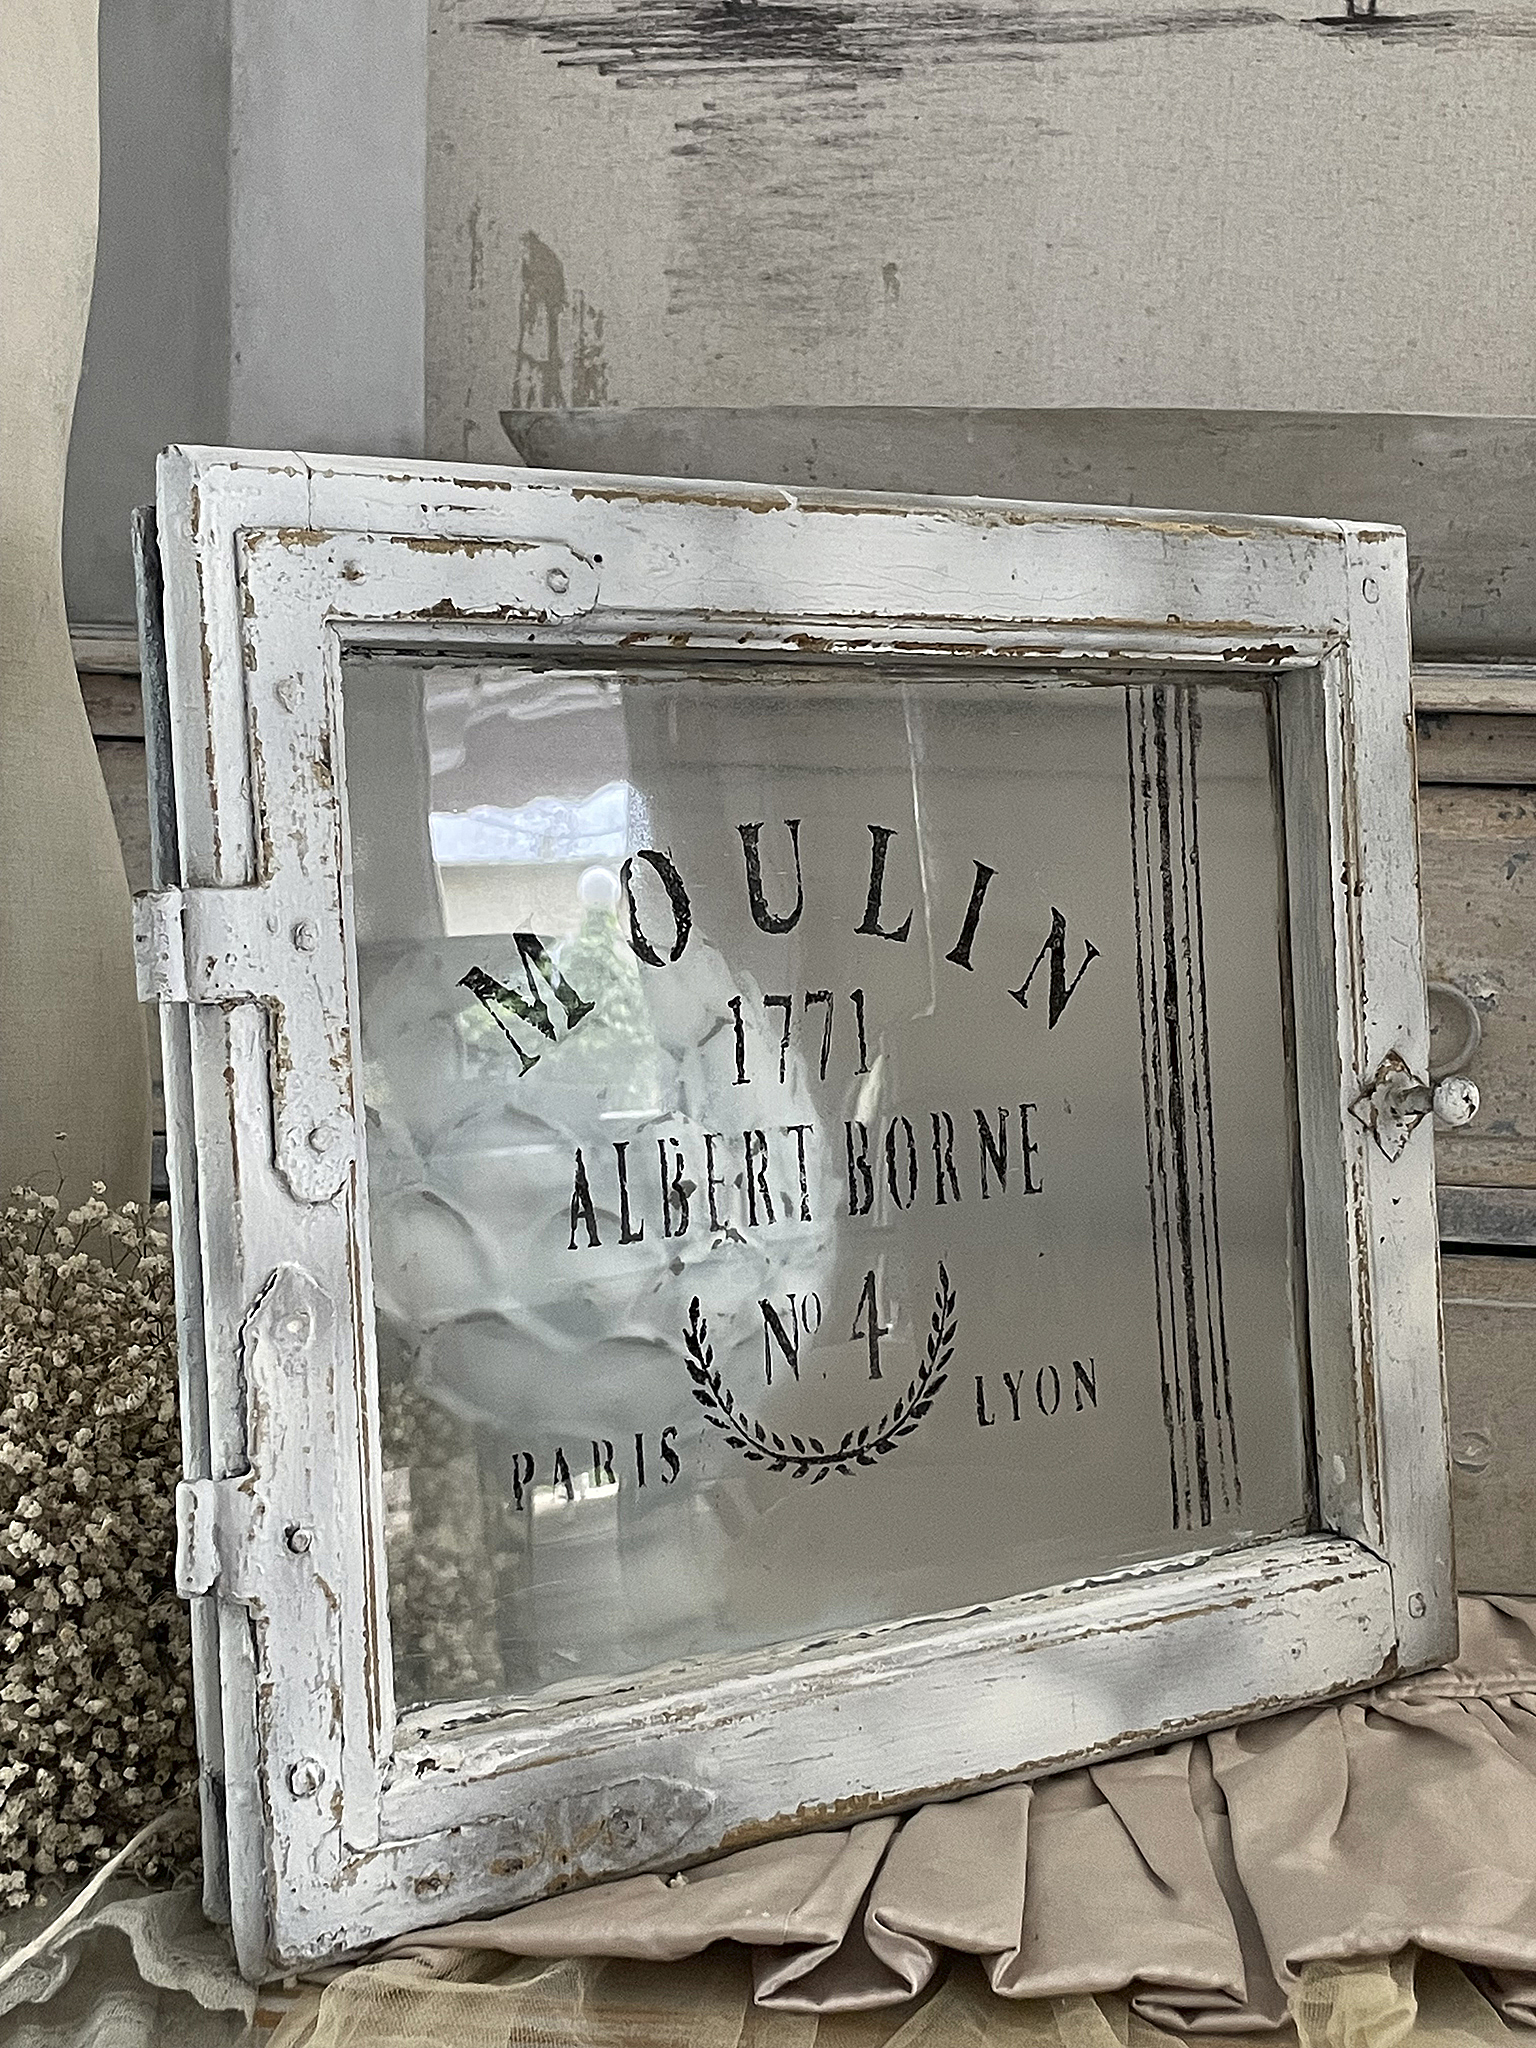 MOULIN
1771
ALBERT BORNE
No 4
PARIS LYON